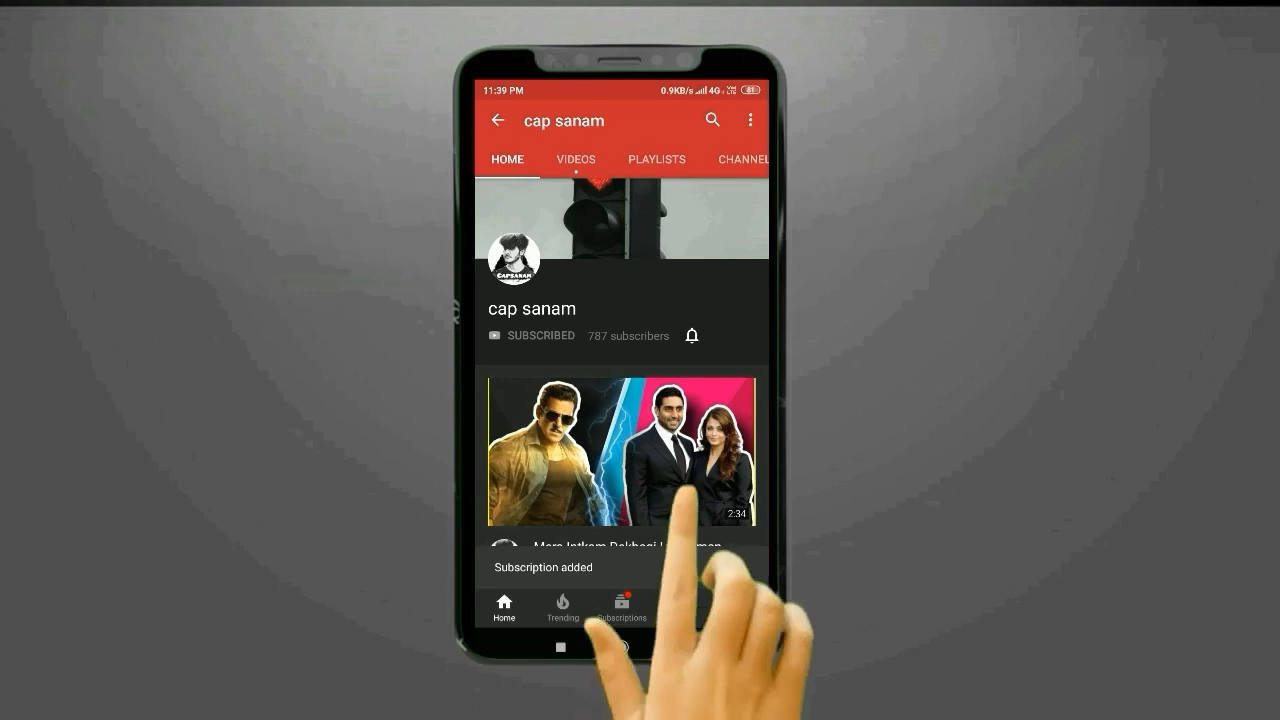 11:39 PM 0.9KB/s 4G 61
cap sanam
HOME VIDEOS PLAYLISTS CHANNEL
CAPSANAM
cap sanam
SUBSCRIBED 787 subscribers
2:34
Subscription added
Home Trending Subscriptions